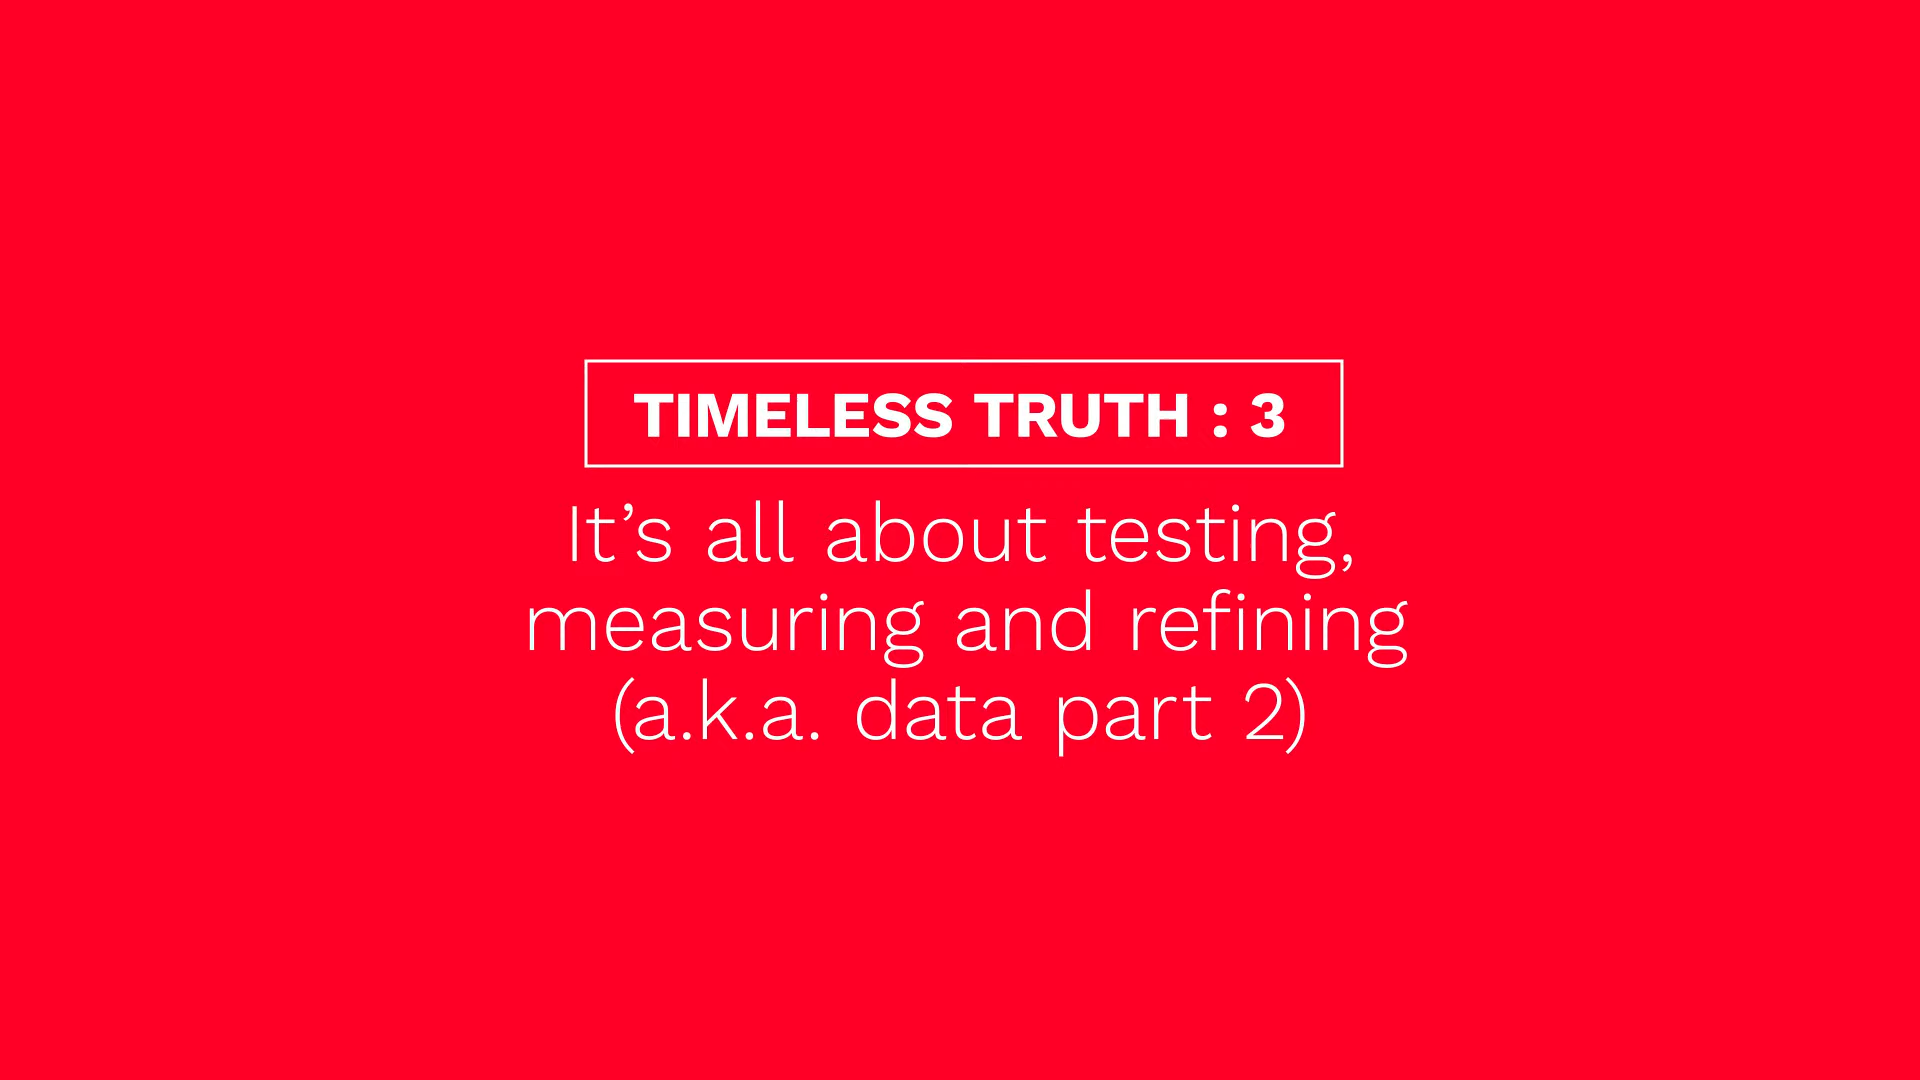 TIMELESS TRUTH : 3
It’s all about testing,
measuring and refining
(a.k.a. data part 2)